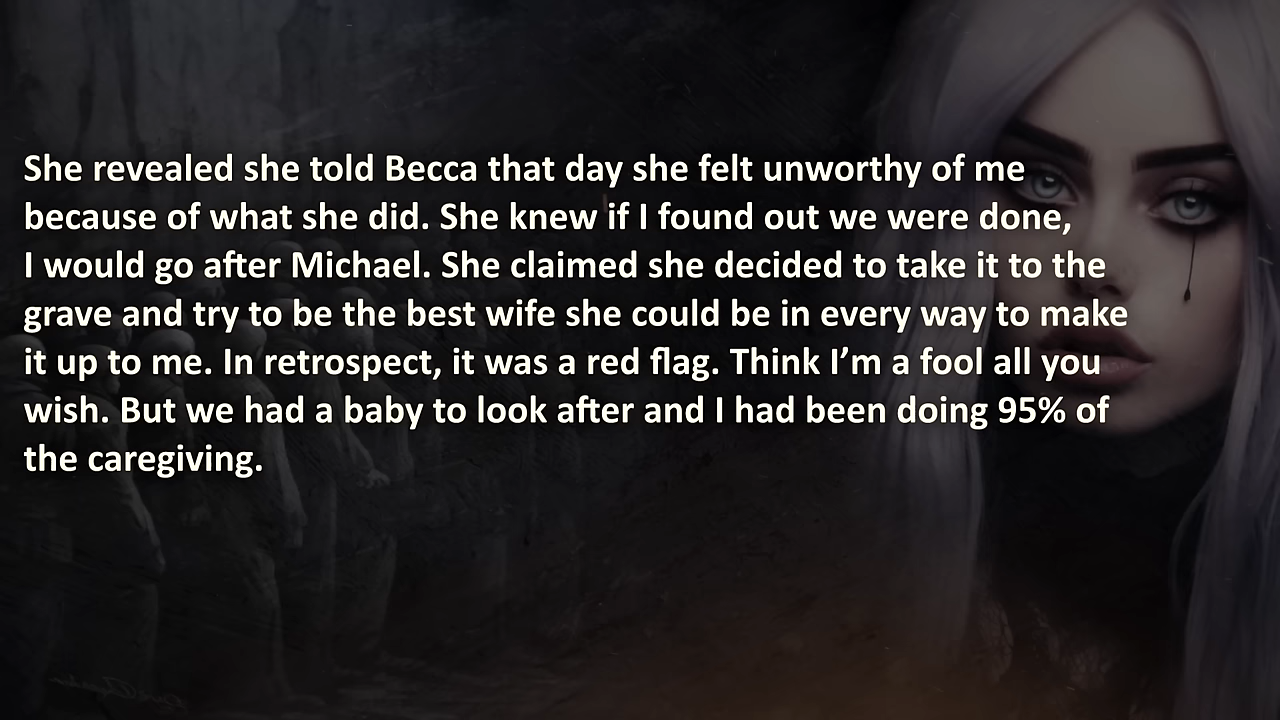 She revealed she told Becca that day she felt unworthy of me
because of what she did. She knew if I found out we were done,
I would go after Michael. She claimed she decided to take it to the
grave and try to be the best wife she could be in every way to make
it up to me. In retrospect, it was a red flag. Think I’m a fool all you
wish. But we had a baby to look after and I had been doing 95% of
the caregiving.